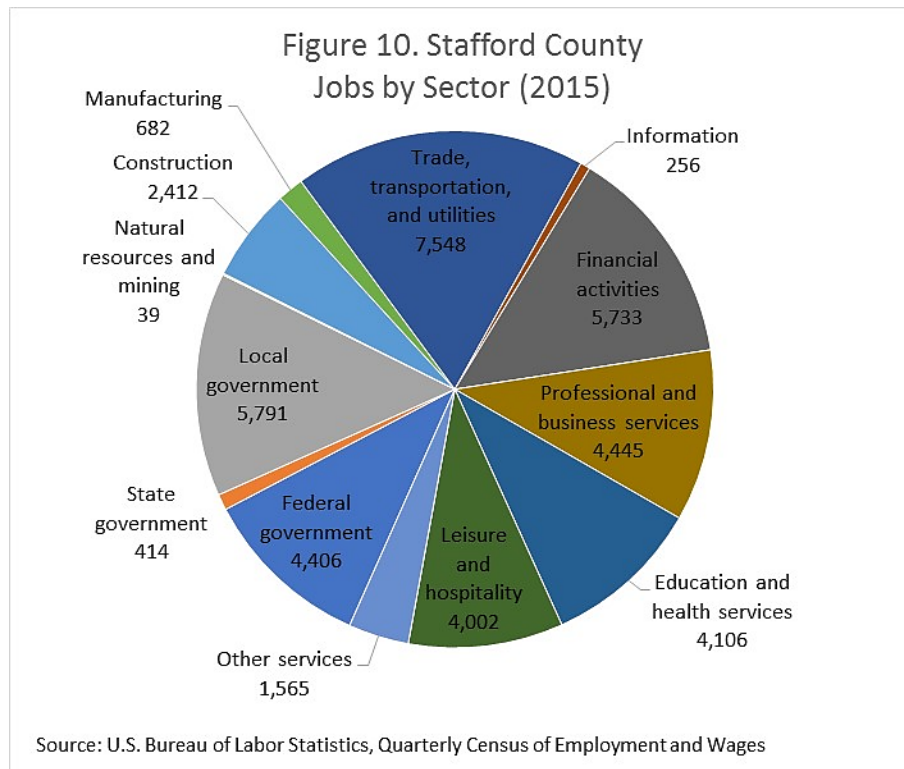 Figure 10. Stafford County
Jobs by Sector (2015)
Manufacturing
682
Construction
2,412
Natural
resources and
mining
39
Local
government
5,791
State
government
414
Federal
government
4,406
Other services
1,565
Leisure
and
hospitality
4,002
Education and
health services
4,106
Professional and
business services
4,445
Financial
activities
5,733
Information
256
Trade,
transportation,
and utilities
7,548
Source: U.S. Bureau of Labor Statistics, Quarterly Census of Employment and Wages